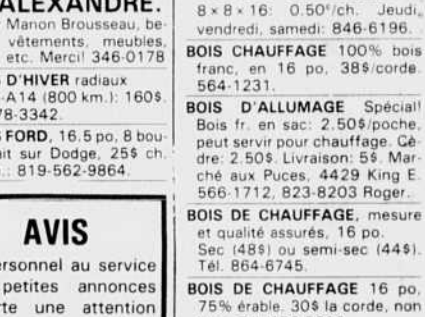 ALEXANDRE.
Manon Brousseau, be-
vêtements, meubles,
etc. Merci! 346-0178
D'HIVER radiaux
-A14 (800 km.): 160$.
78-3342.
FORD, 16.5 po, 8 bou-
it sur Dodge, 25$ ch.
.: 819-562-9864.
AVIS
ersonnel au service
petites annonces
rte une attention
8 x 8 x 16: 0.50¢/ch. Jeudi,
vendredi, samedi: 846-6196.
BOIS CHAUFFAGE 100% bois
franc, en 16 po, 38$/corde.
564-1231.
BOIS D'ALLUMAGE Spécial!
Bois fr. en sac: 2.50$/poche,
peut servir pour chauffage. Cè-
dre: 2.50$. Livraison: 5$. Mar-
ché aux Puces, 4429 King E.
566-1712, 823-8203 Roger.
BOIS DE CHAUFFAGE, mesure
et qualité assurés, 16 po.
Sec (48$) ou semi-sec (44$).
Tél. 864-6745.
BOIS DE CHAUFFAGE 16 po,
75% érable. 30$ la corde, non